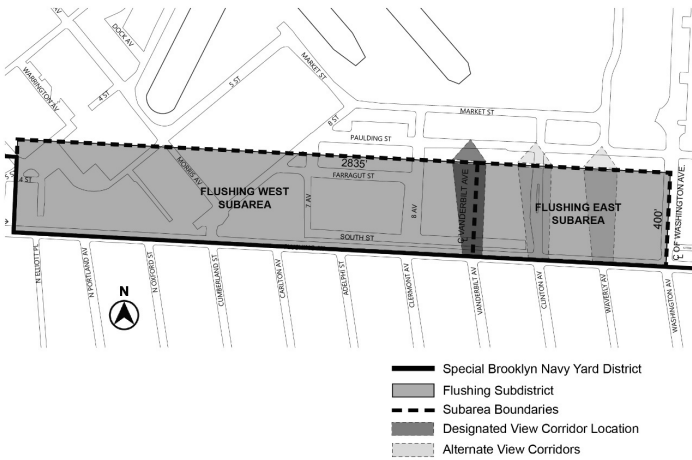 DOCK AV
WARRINGTON AV
4 ST
5 ST
MARKET ST
6 ST
MARKET ST
PAULDING ST
2835'
FARRAGUT ST
MORRIS AV
4 ST
FLUSHING WEST
SUBAREA
7 AV
8 AV
SOUTH ST
VANDERBILT AVE
FLUSHING EAST
SUBAREA
400'
OF WASHINGTON AVE.
N ELLIOTT PL
N PORTLAND AV
N OXFORD ST
CUMBERLAND ST
CARLTON AV
ADELPHI ST
CLERMONT AV
VANDERBILT AV
CLINTON AV
WAVERLY AV
WASHINGTON AV
N
Special Brooklyn Navy Yard District
Flushing Subdistrict
Subarea Boundaries
Designated View Corridor Location
Alternate View Corridors